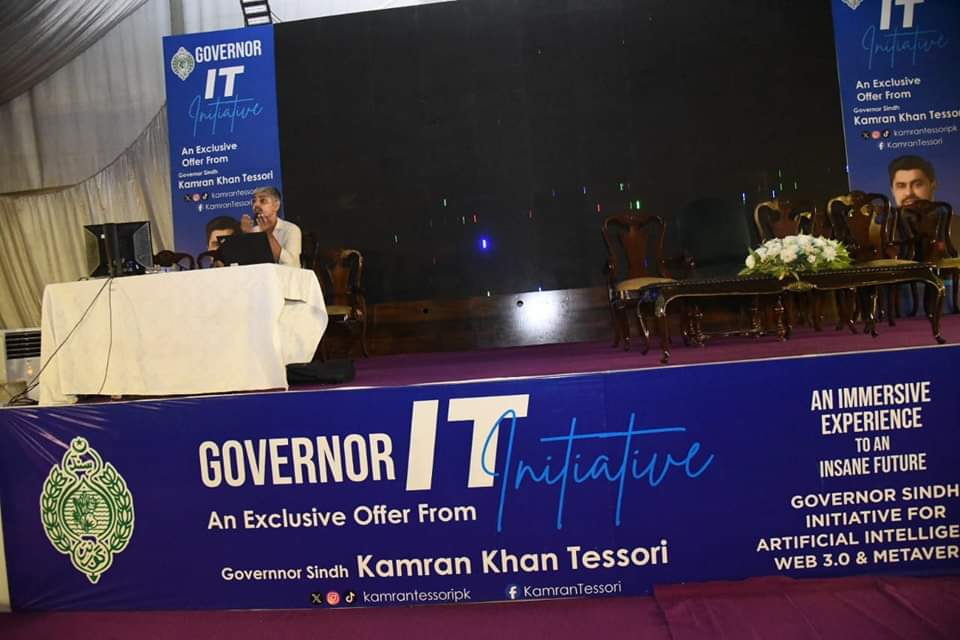 GOVERNOR
IT
Initiative
An Exclusive
Offer From
Governor Sindh
Kamran Khan Tessori
kamrantessoripk
KamranTessori
IT
Initiative
An Exclusive
Offer From
Governor Sindh
Kamran Khan Tessor
kamrantessoripk
KamranTessori
GOVERNOR IT Initiative
An Exclusive Offer From
Governnor Sindh Kamran Khan Tessori
kamrantessoripk KamranTessori
AN IMMERSIVE
EXPERIENCE
TO AN
INSANE FUTURE
GOVERNOR SINDH
INITIATIVE FOR
ARTIFICIAL INTELLIGE
WEB 3.0 & METAVER